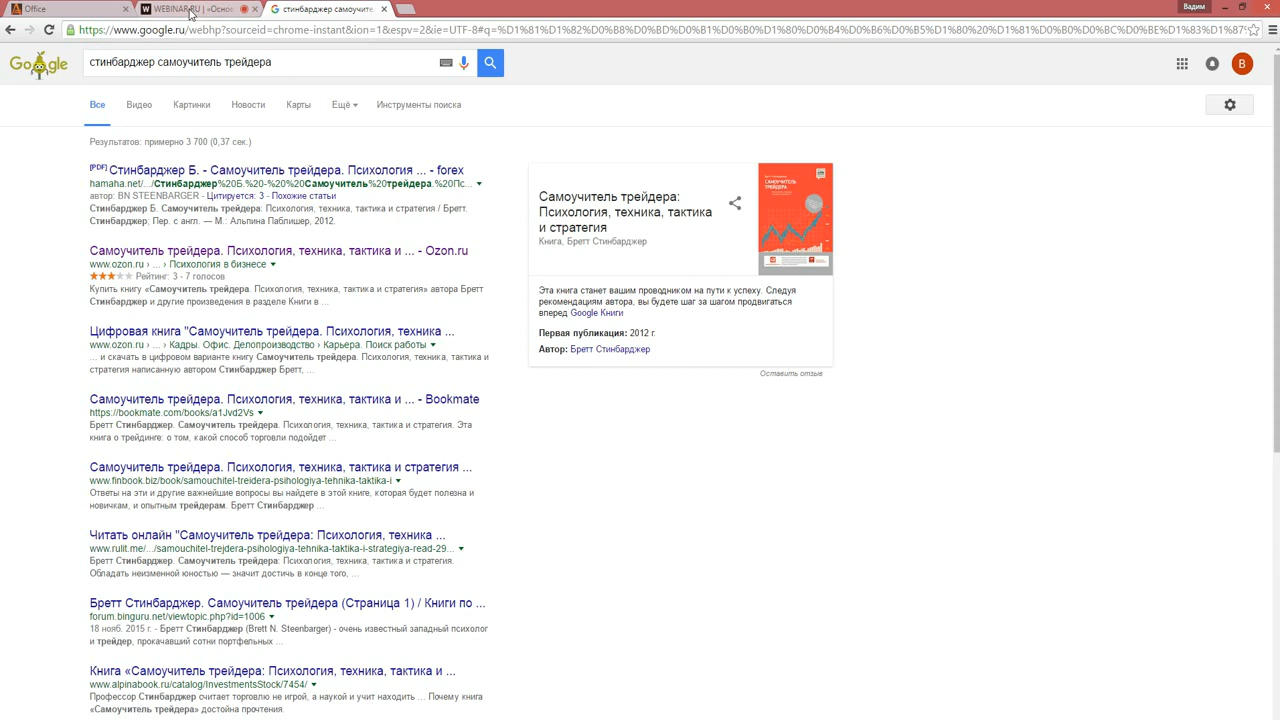 Office
WEBINAR.RU | «Основ
стинбарджер самоучите
Вадим
https://www.google.ru/webhp?sourceid=chrome-instant&ion=1&espv=2&ie=UTF-8#q=%D1%81%D1%82%D0%B8%D0%BD%D0%B1%D0%B0%D1%80%D0%B4%D0%B6%D0%B5%D1%80%20%D1%81%D0%B0%D0%BC%D0%BE%D1%83%D1%87%
Google
стинбарджер самоучитель трейдера
B
Все Видео Картинки Новости Карты Ещё Инструменты поиска
Результатов: примерно 3 700 (0,37 сек.)
[PDF] Стинбарджер Б. - Самоучитель трейдера. Психология ... - forex
hamaha.net/.../Стинбарджер%20Б.%20-%20%20Самоучитель%20трейдера.%20Пс...
автор: BN STEENBARGER - Цитируется: 3 - Похожие статьи
Стинбарджер Б. Самоучитель трейдера: Психология, техника, тактика и стратегия / Бретт.
Стинбарджер; Пер. с англ. — М.: Альпина Паблишер, 2012.
Самоучитель трейдера. Психология, техника, тактика и ... - Ozon.ru
www.ozon.ru › ... › Психология в бизнесе
Рейтинг: 3 - 7 голосов
Купить книгу «Самоучитель трейдера. Психология, техника, тактика и стратегия» автора Бретт
Стинбарджер и другие произведения в разделе Книги в ...
Цифровая книга "Самоучитель трейдера. Психология, техника ...
www.ozon.ru › ... › Кадры. Офис. Делопроизводство › Карьера. Поиск работы
... и скачать в цифровом варианте книгу Самоучитель трейдера. Психология, техника, тактика и
стратегия написанную автором Стинбарджер Бретт, ...
Самоучитель трейдера. Психология, техника, тактика и ... - Bookmate
https://bookmate.com/books/a1Jvd2Vs
Бретт Стинбарджер. Самоучитель трейдера. Психология, техника, тактика и стратегия. Эта
книга о трейдинге: о том, какой способ торговли подойдет ...
Самоучитель трейдера. Психология, техника, тактика и стратегия ...
www.finbook.biz/book/samouchitel-treidera-psihologiya-tehnika-taktika-i
Ответы на эти и другие важнейшие вопросы вы найдете в этой книге, которая будет полезна и
новичкам, и опытным трейдерам. Бретт Стинбарджер ...
Читать онлайн "Самоучитель трейдера: Психология, техника ...
www.rulit.me/.../samouchitel-trejdera-psihologiya-tehnika-taktika-i-strategiya-read-29...
Бретт Стинбарджер. Самоучитель трейдера: Психология, техника, тактика и стратегия.
Обладать неизменной юностью — значит достичь в конце того, ...
Бретт Стинбарджер. Самоучитель трейдера (Страница 1) / Книги по ...
forum.binguru.net/viewtopic.php?id=1006
18 нояб. 2015 г. - Бретт Стинбарджер (Brett N. Steenbarger) - очень известный западный психолог
и трейдер, прокачавший сотни портфельных ...
Книга «Самоучитель трейдера: Психология, техника, тактика и ...
www.alpinabook.ru/catalog/InvestmentsStock/7454/
Профессор Стинбарджер считает торговлю не игрой, а наукой и учит находить ... Почему книга
«Самоучитель трейдера» достойна прочтения.
Самоучитель трейдера:
Психология, техника, тактика
и стратегия
Книга, Бретт Стинбарджер
САМОУЧИТЕЛЬ
ТРЕЙДЕРА
Эта книга станет вашим проводником на пути к успеху. Следуя
рекомендациям автора, вы будете шаг за шагом продвигаться
вперед Google Книги
Первая публикация: 2012 г.
Автор: Бретт Стинбарджер
Оставить отзыв